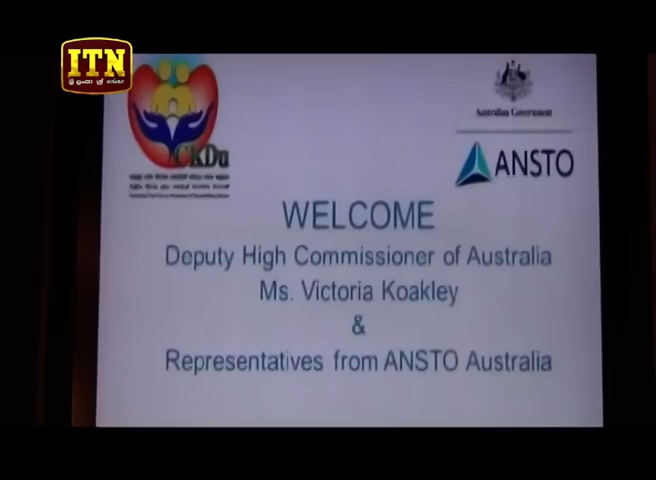 ITN
ශ්‍රී ලංකා
CKDu
Australian Government
ANSTO
WELCOME
Deputy High Commissioner of Australia
Ms. Victoria Koakley
&
Representatives from ANSTO Australia